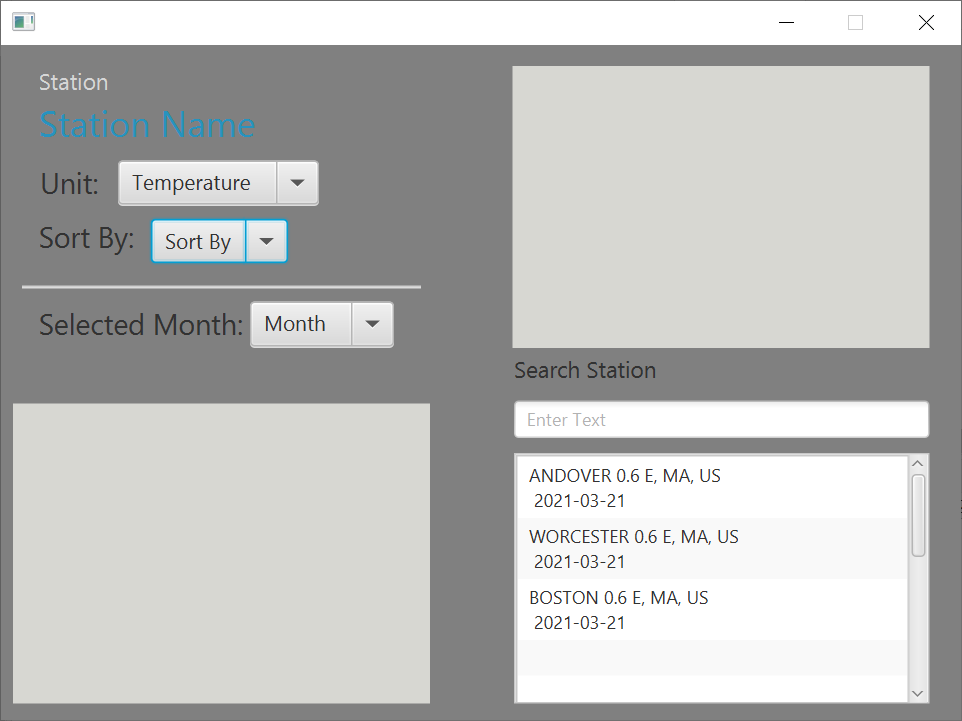 Station
Station Name
Unit: Temperature
Sort By: Sort By
Selected Month: Month
Search Station
Enter Text
ANDOVER 0.6 E, MA, US
2021-03-21
WORCESTER 0.6 E, MA, US
2021-03-21
BOSTON 0.6 E, MA, US
2021-03-21